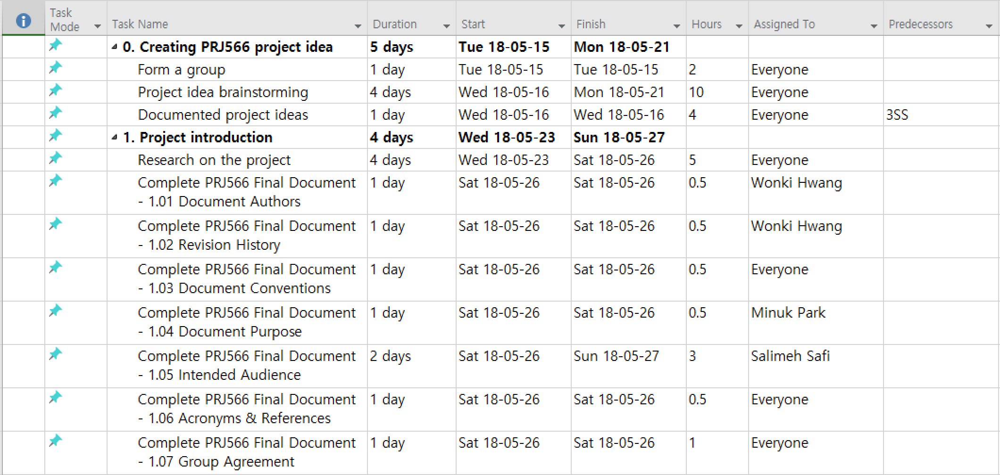 Task Mode Task Name Duration Start Finish Hours Assigned To Predecessors
0. Creating PRJ566 project idea 5 days Tue 18-05-15 Mon 18-05-21
Form a group 1 day Tue 18-05-15 Tue 18-05-15 2 Everyone
Project idea brainstorming 4 days Wed 18-05-16 Mon 18-05-21 10 Everyone
Documented project ideas 1 day Wed 18-05-16 Wed 18-05-16 4 Everyone 3SS
1. Project introduction 4 days Wed 18-05-23 Sun 18-05-27
Research on the project 4 days Wed 18-05-23 Sat 18-05-26 5 Everyone
Complete PRJ566 Final Document 1 day Sat 18-05-26 Sat 18-05-26 0.5 Wonki Hwang
- 1.01 Document Authors
Complete PRJ566 Final Document 1 day Sat 18-05-26 Sat 18-05-26 0.5 Wonki Hwang
- 1.02 Revision History
Complete PRJ566 Final Document 1 day Sat 18-05-26 Sat 18-05-26 0.5 Everyone
- 1.03 Document Conventions
Complete PRJ566 Final Document 1 day Sat 18-05-26 Sat 18-05-26 0.5 Minuk Park
- 1.04 Document Purpose
Complete PRJ566 Final Document 2 days Sat 18-05-26 Sun 18-05-27 3 Salimeh Safi
- 1.05 Intended Audience
Complete PRJ566 Final Document 1 day Sat 18-05-26 Sat 18-05-26 0.5 Everyone
- 1.06 Acronyms & References
Complete PRJ566 Final Document 1 day Sat 18-05-26 Sat 18-05-26 1 Everyone
- 1.07 Group Agreement